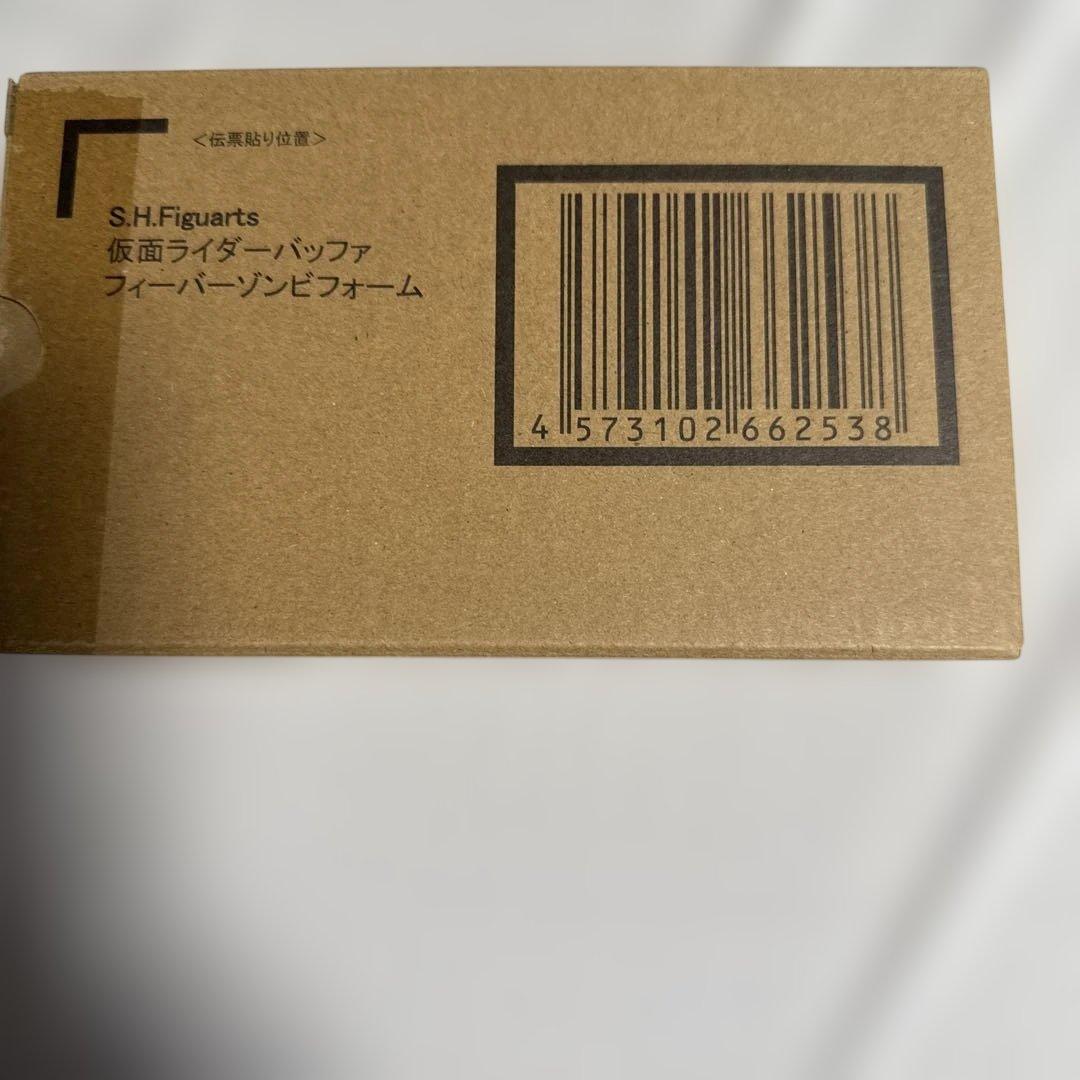 <伝票貼り位置>
S.H.Figuarts
仮面ライダーバッファ
フィーバーゾンビフォーム
4 573102 662538